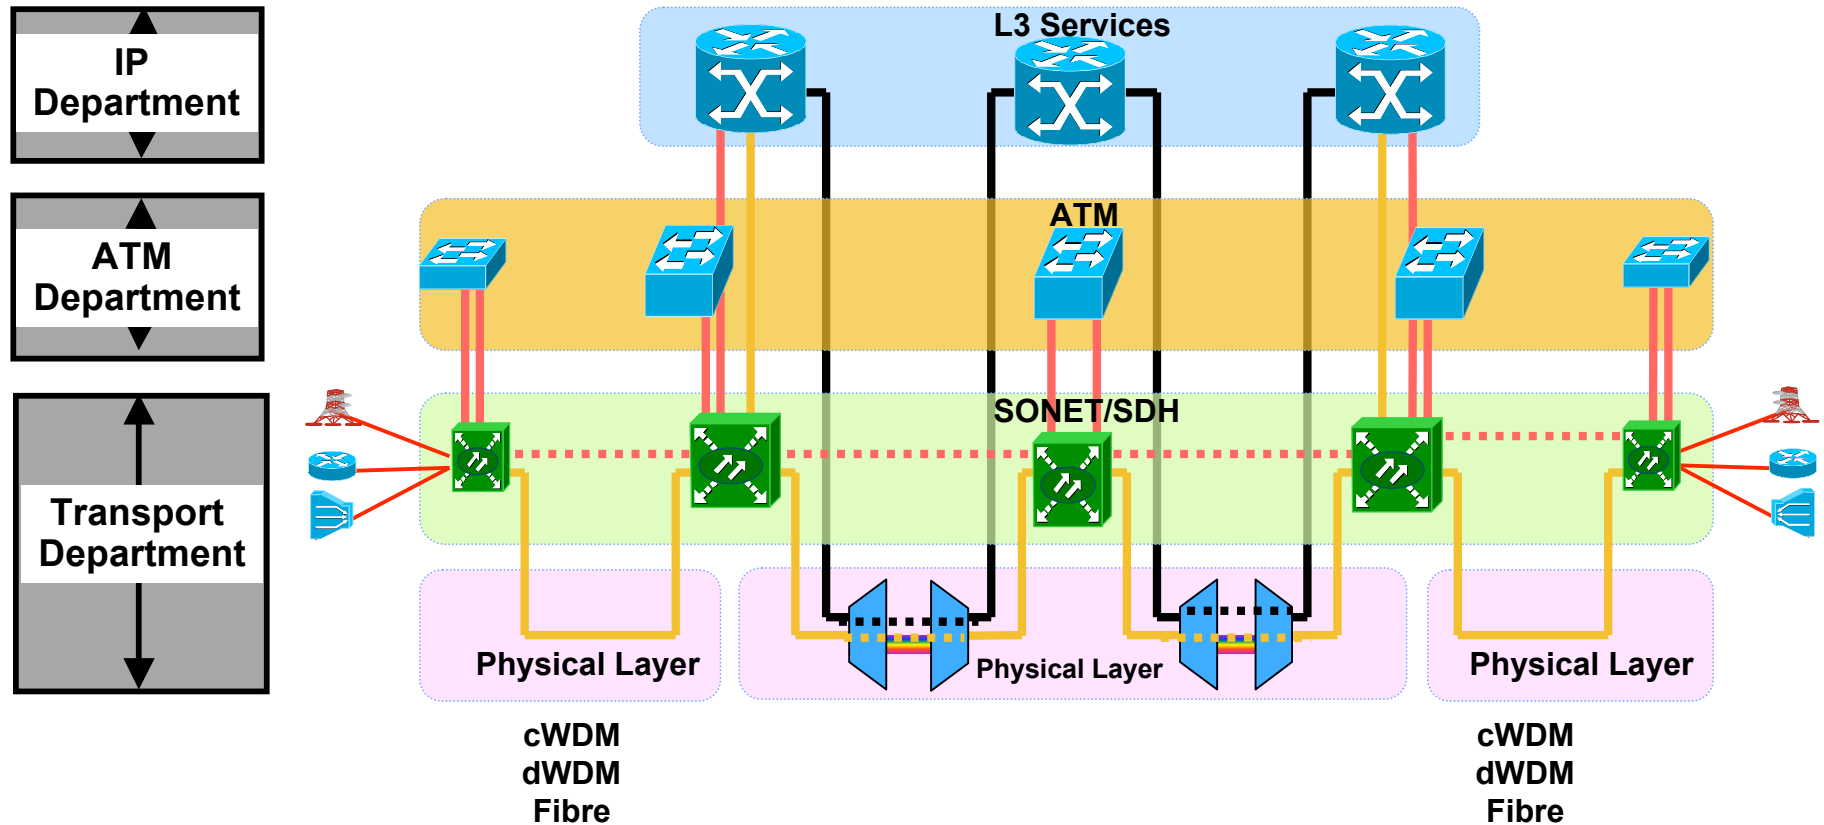 IP
Department
L3 Services
ATM
Department
ATM
Transport
Department
SONET/SDH
Physical Layer
Physical Layer
Physical Layer
cWDM
dWDM
Fibre
cWDM
dWDM
Fibre